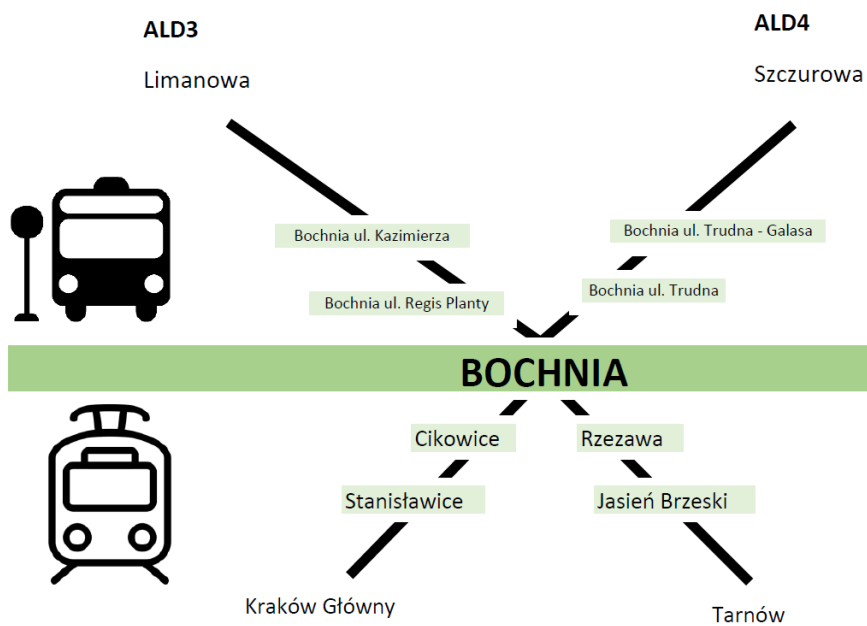 ALD3
ALD4
Limanowa
Szczurowa
Bochnia ul. Kazimierza
Bochnia ul. Trudna - Galasa
Bochnia ul. Regis Planty
Bochnia ul. Trudna
BOCHNIA
Cikowice
Rzezawa
Stanisławice
Jasień Brzeski
Kraków Główny
Tarnów